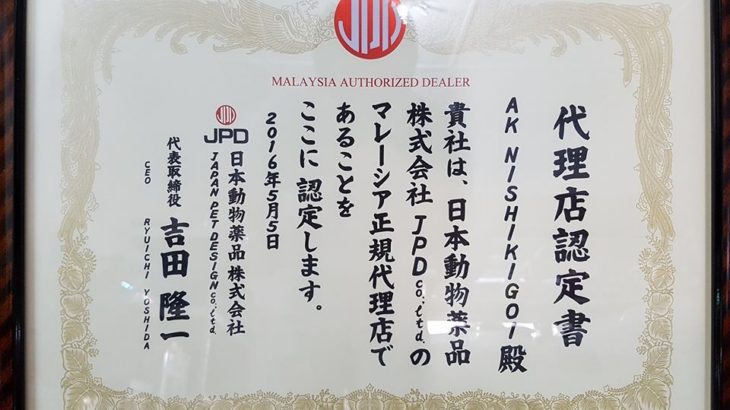 JPD
MALAYSIA AUTHORIZED DEALER
代理店認定書
AK NISHIKIGOI 殿
貴社は、日本動物薬品
株式会社 JPD co.,Ltd. の
マレーシア正規代理店で
あることを
ここに 認定します。
2016年5月5日
JPD 日本動物薬品 株式会社
JAPAN PET DESIGN co.,Ltd.
代表取締役 吉田 隆一
CEO RYUICHI YOSHIDA